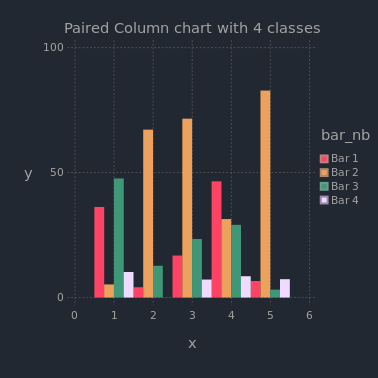 Paired Column chart with 4 classes
100
50
0
y
0 1 2 3 4 5 6
x
bar_nb
Bar 1
Bar 2
Bar 3
Bar 4